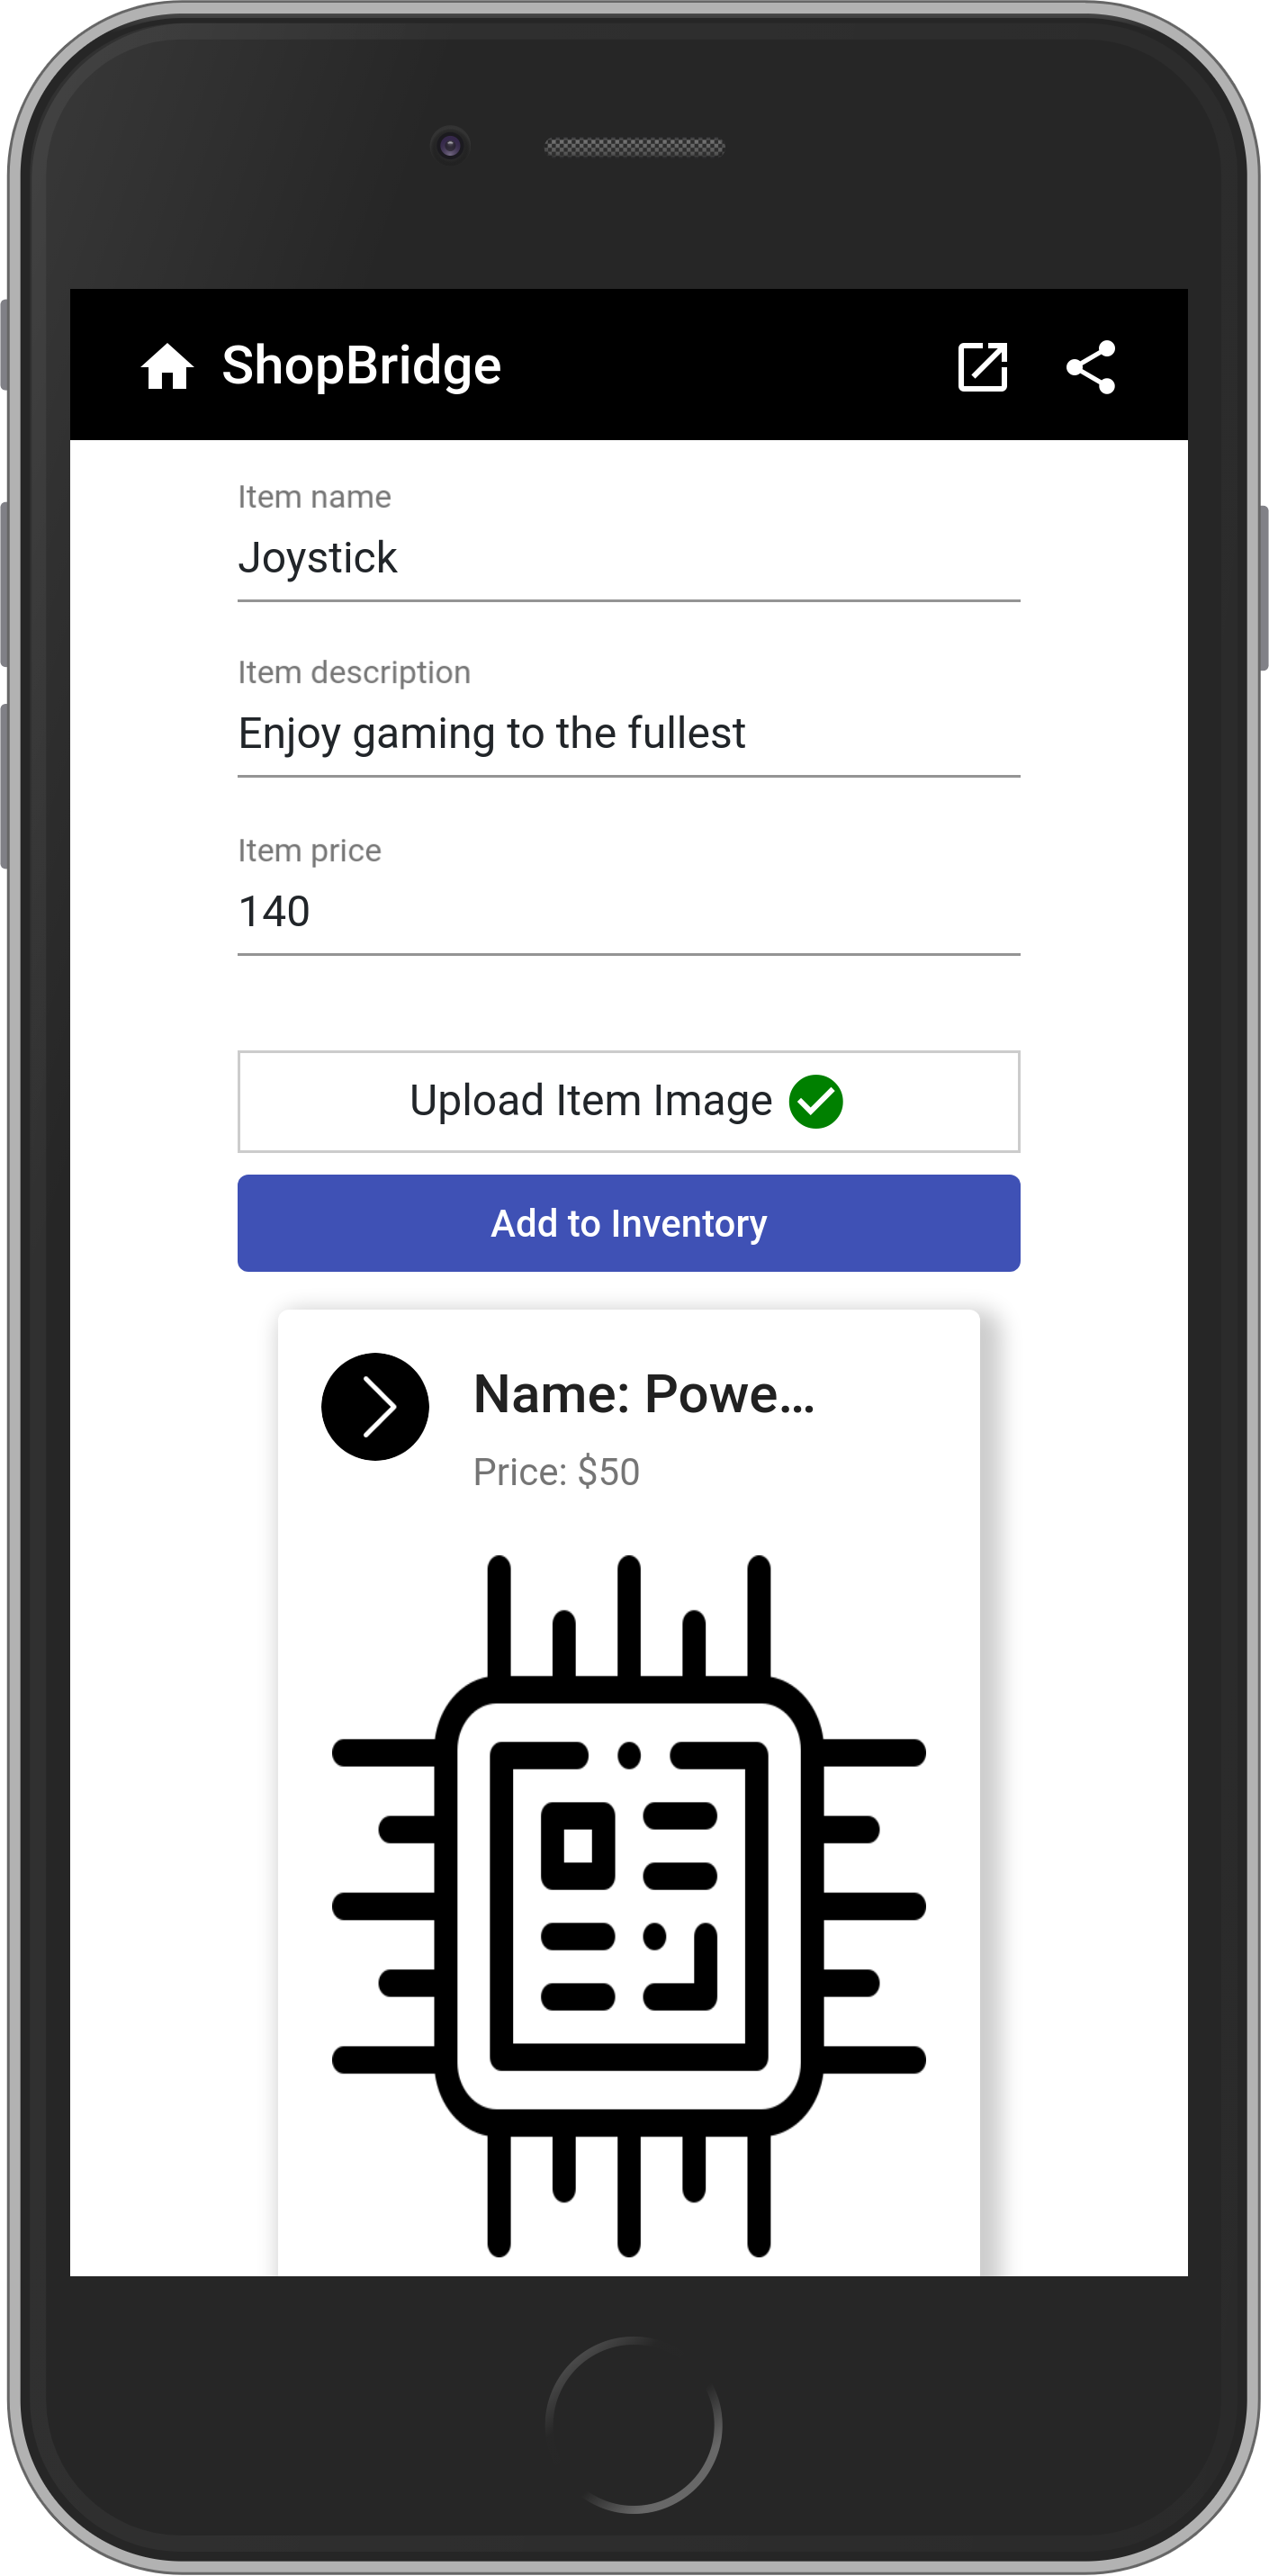 ShopBridge
Item name
Joystick
Item description
Enjoy gaming to the fullest
Item price
140
Upload Item Image
Add to Inventory
Name: Powe...
Price: $50